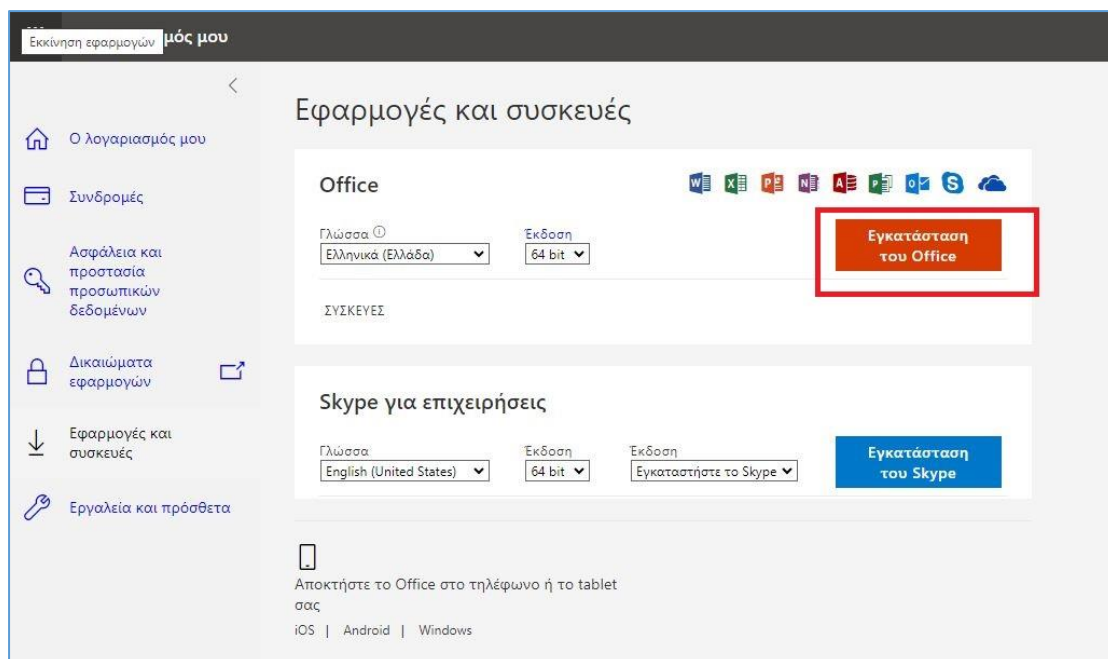 Εκκίνηση εφαρμογών
μός μου
Ο λογαριασμός μου
Συνδρομές
Ασφάλεια και
προστασία
προσωπικών
δεδομένων
Δικαιώματα
εφαρμογών
Εφαρμογές και
συσκευές
Εργαλεία και πρόσθετα
Εφαρμογές και συσκευές
Office
Γλώσσα
Έκδοση
Ελληνικά (Ελλάδα)
64 bit
Εγκατάσταση
του Office
ΣΥΣΚΕΥΕΣ
Skype για επιχειρήσεις
Γλώσσα
Έκδοση
Έκδοση
English (United States)
64 bit
Εγκαταστήστε το Skype
Εγκατάσταση
του Skype
Αποκτήστε το Office στο τηλέφωνο ή το tablet
σας
iOS | Android | Windows